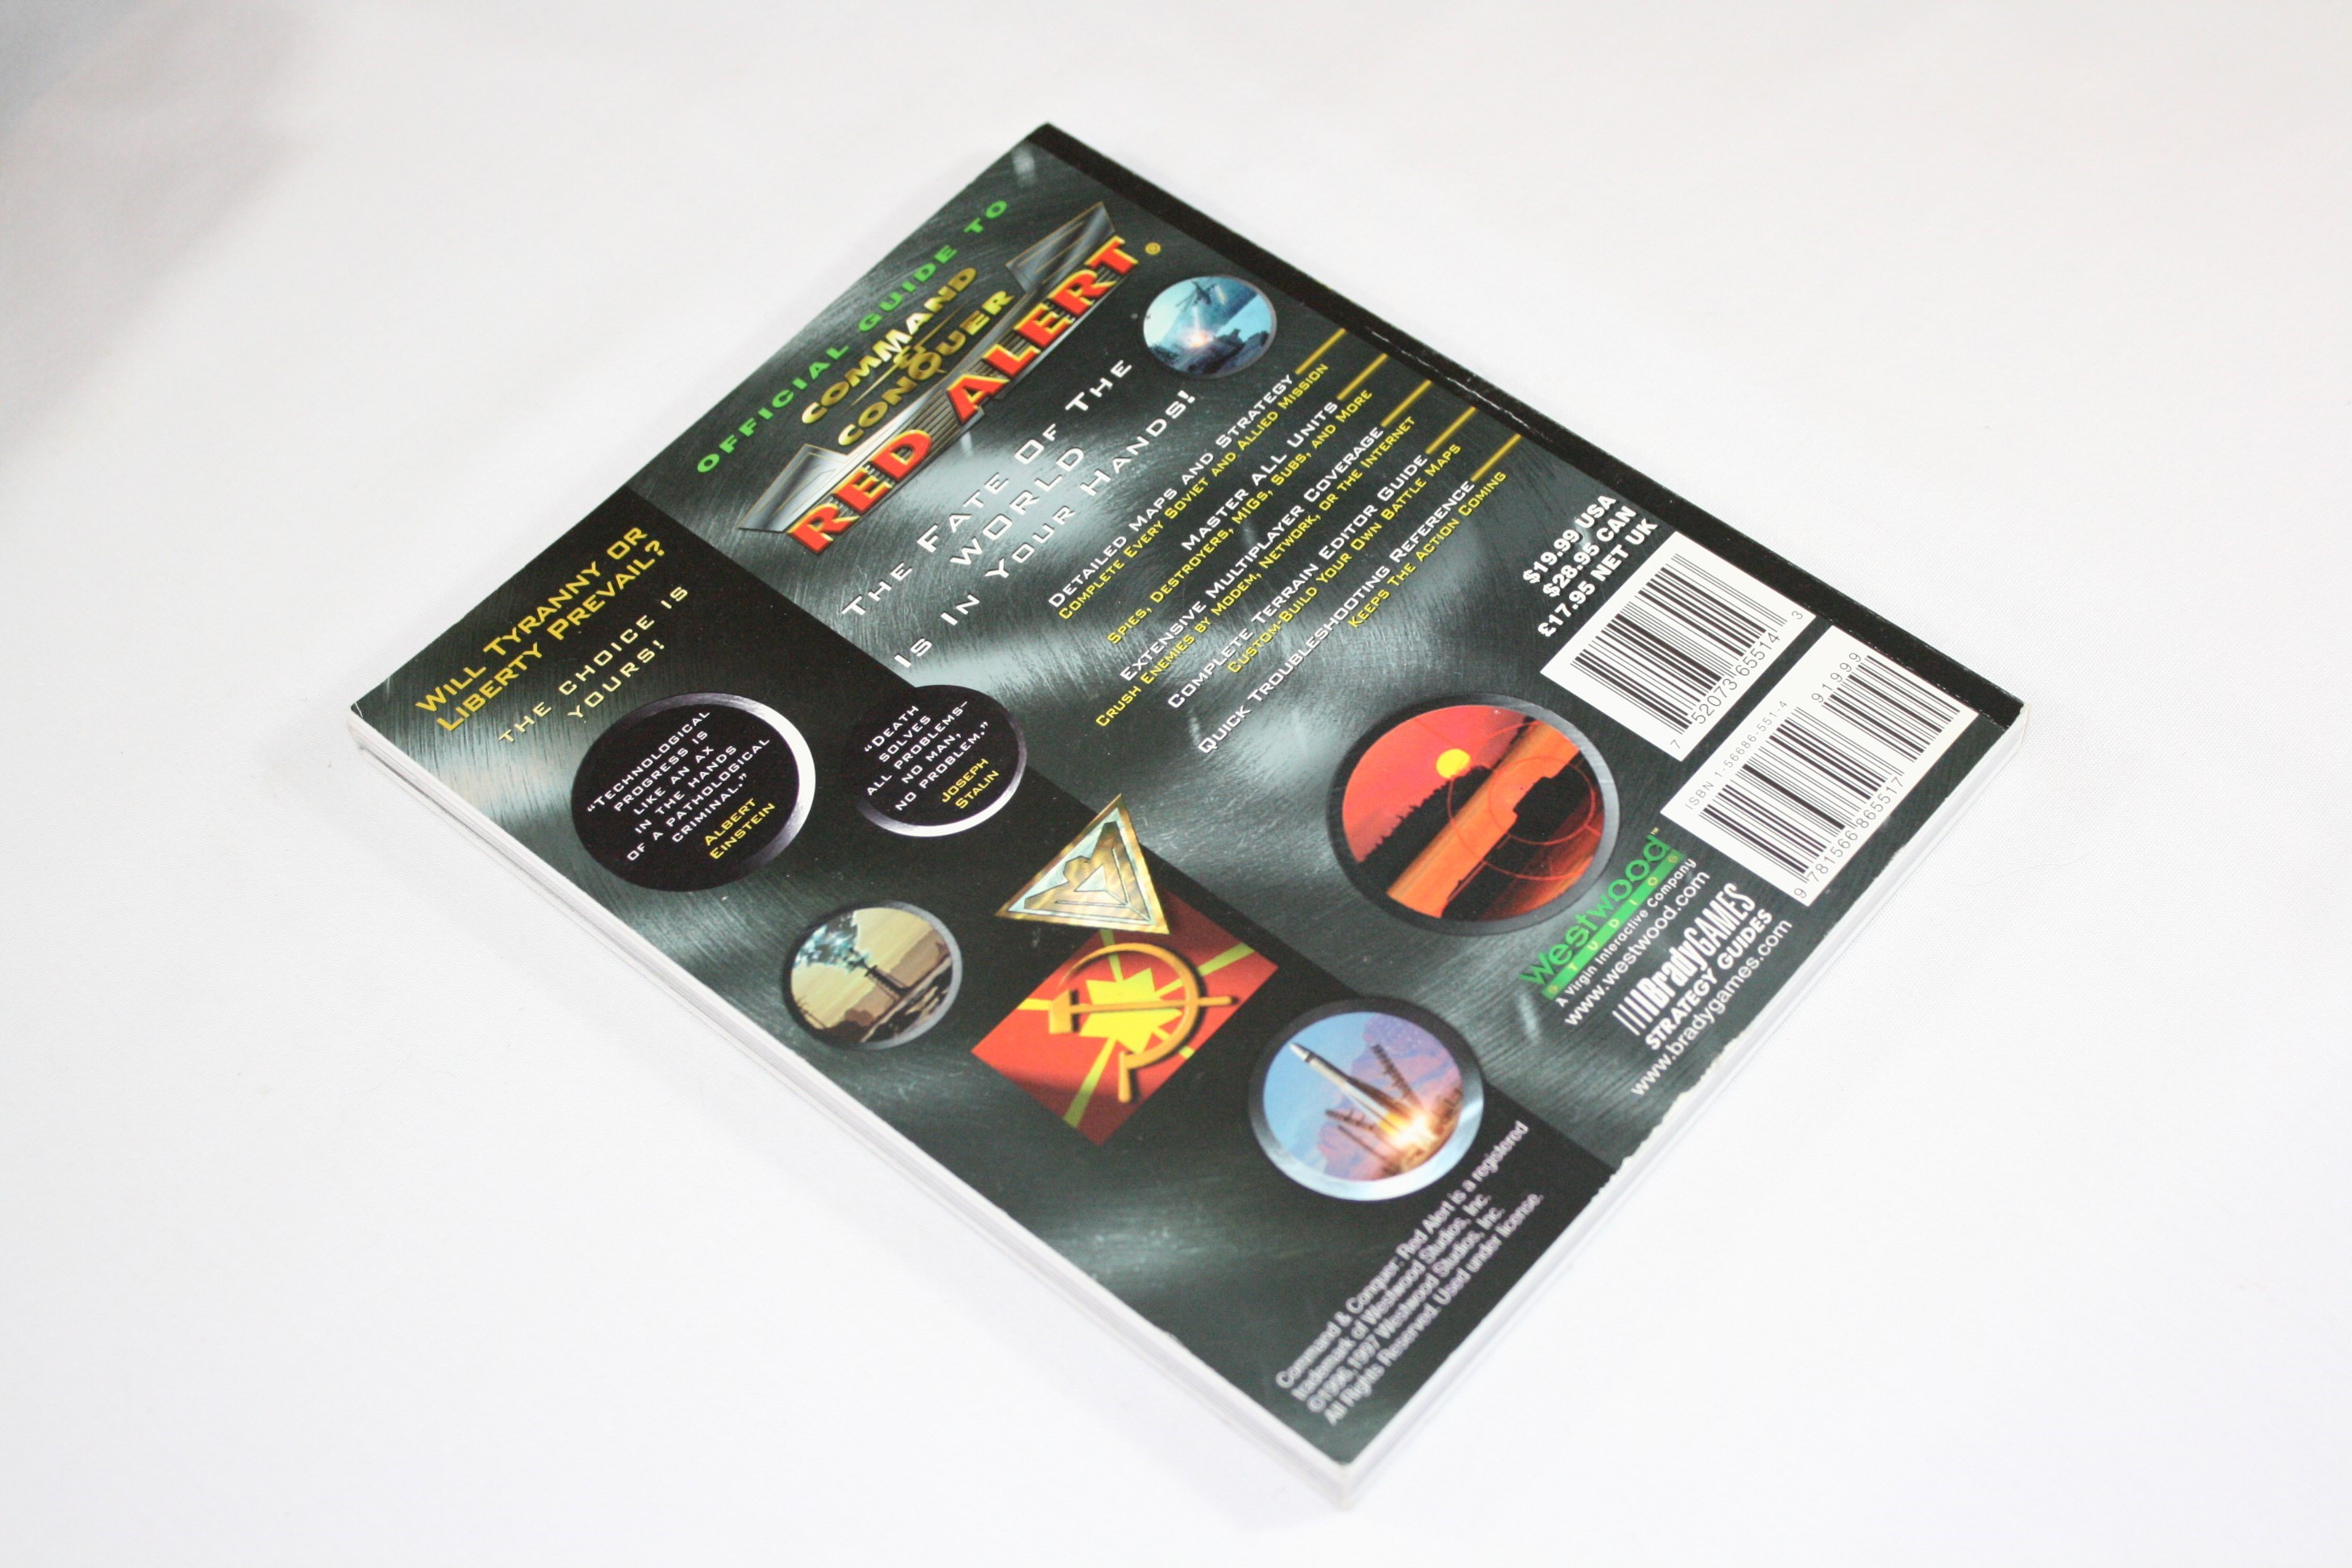 OFFICIAL GUIDE TO
COMMAND
&
CONQUER
RED ALERT®
THE FATE OF THE
WORLD
IS IN YOUR HANDS!
DETAILED MAPS AND STRATEGY
COMPLETE EVERY SOVIET AND ALLIED MISSION
MASTER ALL UNITS
SPIES, DESTROYERS, MIGS, SUBS, AND MORE
EXTENSIVE MULTIPLAYER COVERAGE
CRUSH ENEMIES BY MODEM, NETWORK, OR THE INTERNET
COMPLETE TERRAIN EDITOR GUIDE
CUSTOM-BUILD YOUR OWN BATTLE MAPS
QUICK TROUBLESHOOTING REFERENCE
KEEPS THE ACTION COMING
$19.99 USA
$28.95 CAN
£17.95 NET UK
7 52073 65514 3
ISBN 1-56686-551-4
91999
9 781566 865517
Westwood™
STUDIOS
A Virgin Interactive Company
www.westwood.com
BradyGAMES
STRATEGY GUIDES
www.bradygames.com
WILL TYRANNY OR
LIBERTY PREVAIL?
THE CHOICE IS
YOURS!
"TECHNOLOGICAL
PROGRESS IS
LIKE AN AX
IN THE HANDS
OF A PATHOLOGICAL
CRIMINAL."
ALBERT
EINSTEIN
"DEATH
SOLVES
ALL PROBLEMS-
NO MAN,
NO PROBLEM."
JOSEPH
STALIN
Command & Conquer: Red Alert is a registered
trademark of Westwood Studios, Inc.
©1996, 1997 Westwood Studios, Inc.
All Rights Reserved. Used under license.